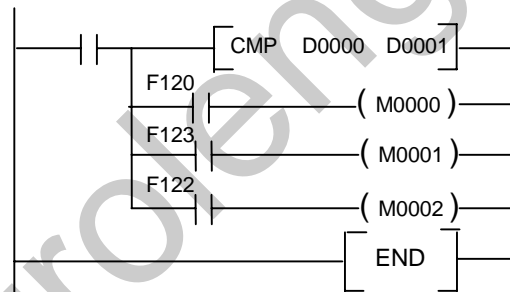 CMP D0000 D0001
F120
( M0000 )
F123
( M0001 )
F122
( M0002 )
END